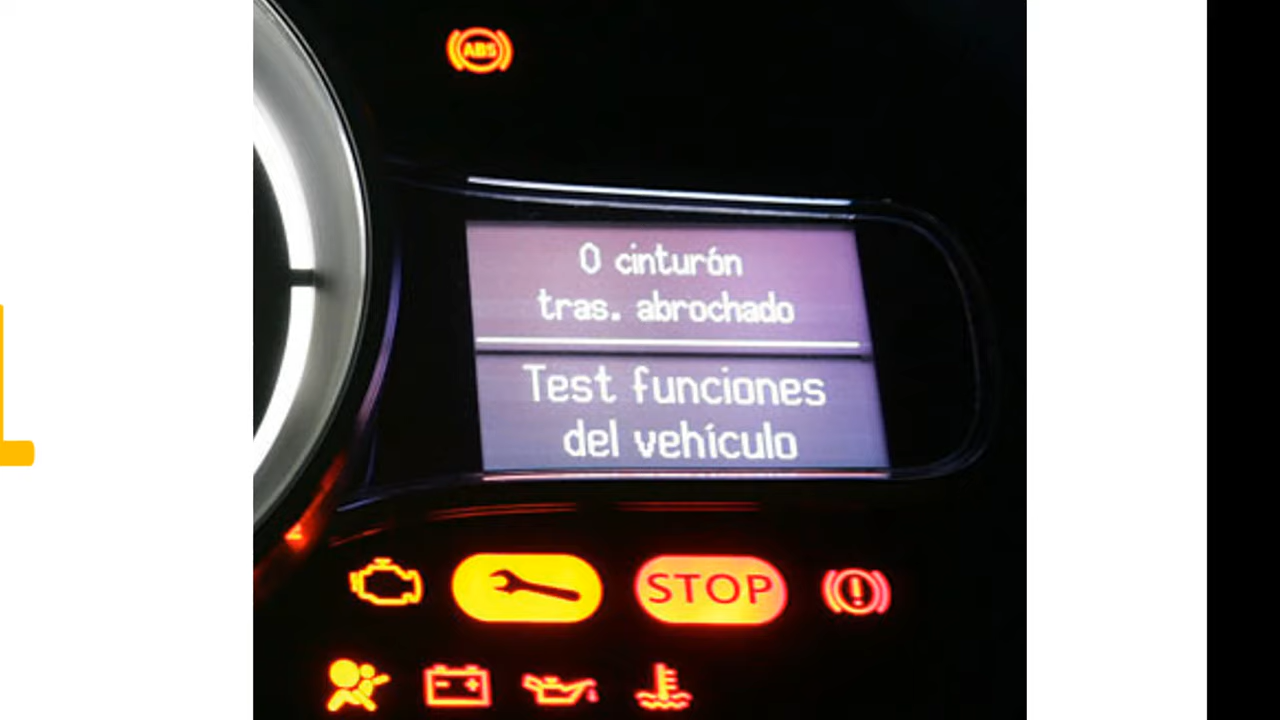 ABS
0 cinturón
tras. abrochado
Test funciones
del vehículo
STOP